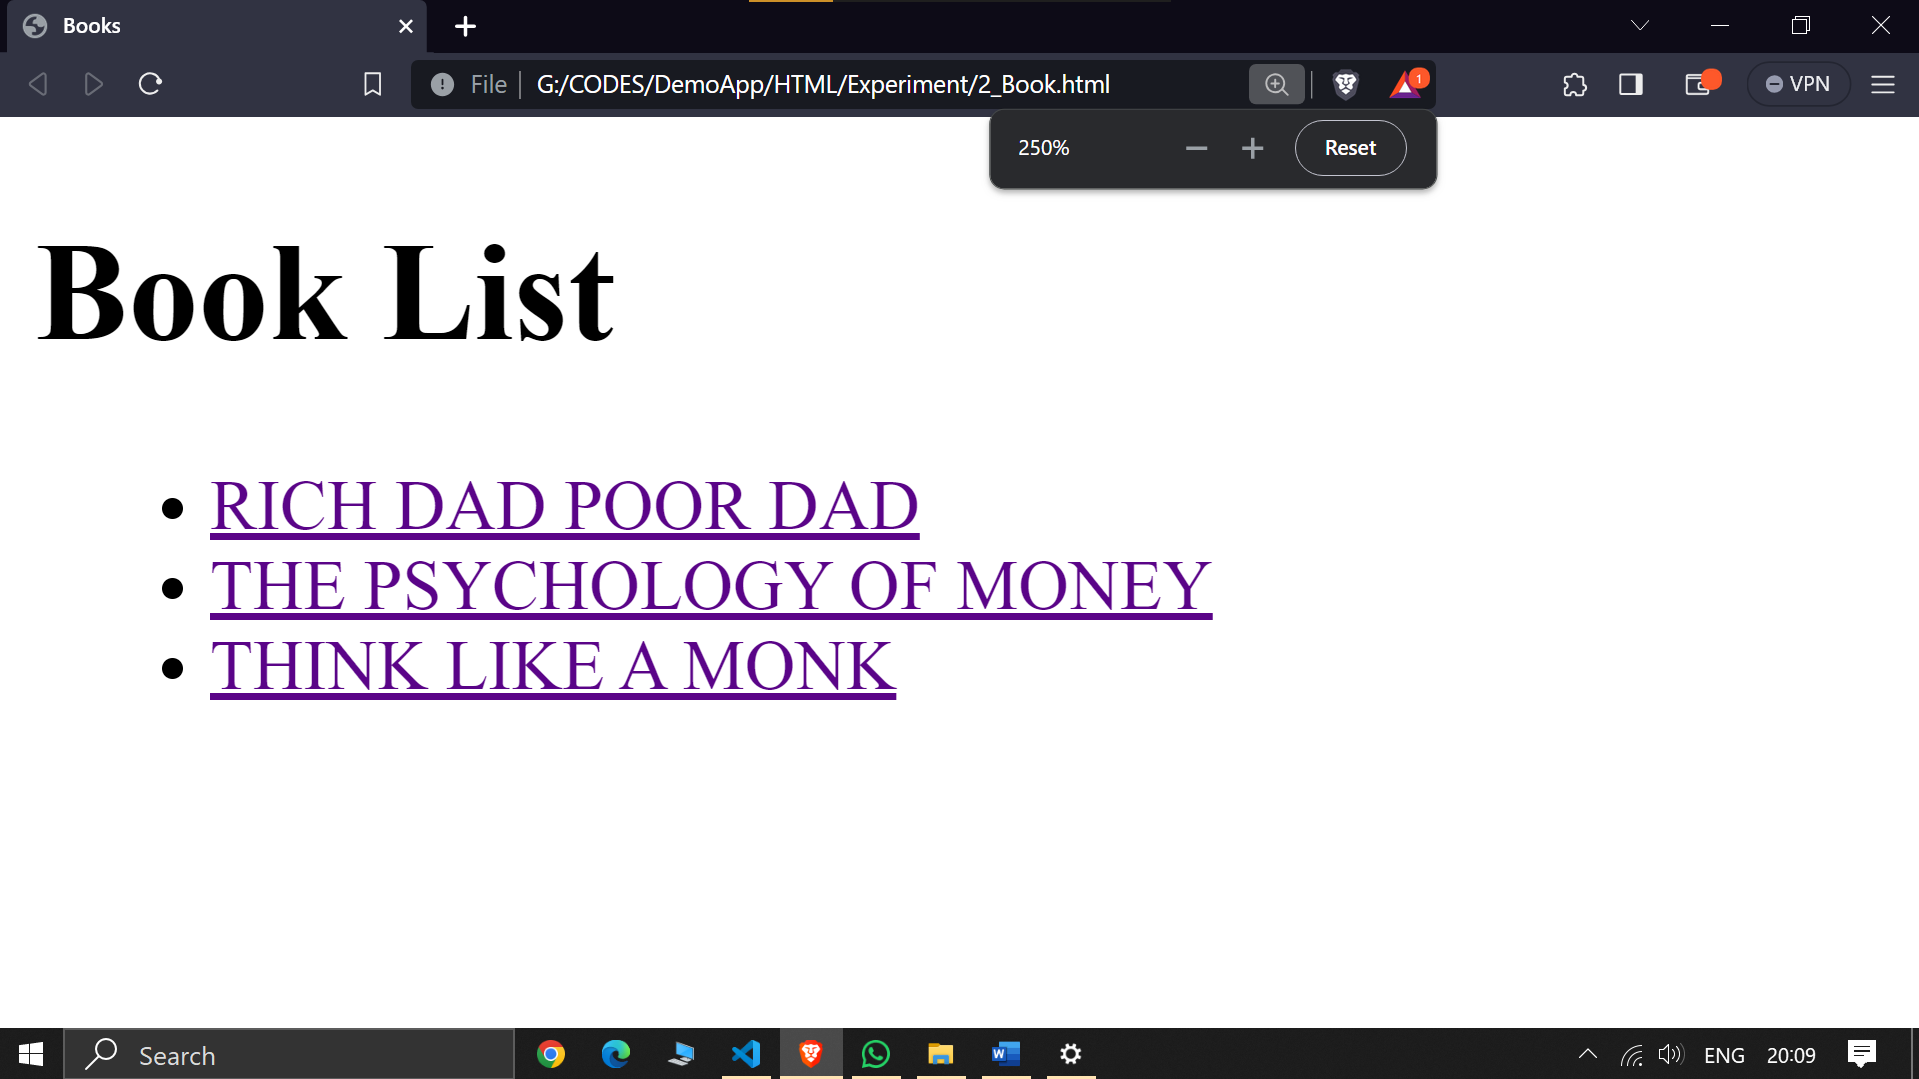 Books
File G:/CODES/DemoApp/HTML/Experiment/2_Book.html 1 VPN
250% Reset
Book List
RICH DAD POOR DAD
THE PSYCHOLOGY OF MONEY
THINK LIKE A MONK
Search W ENG 20:09